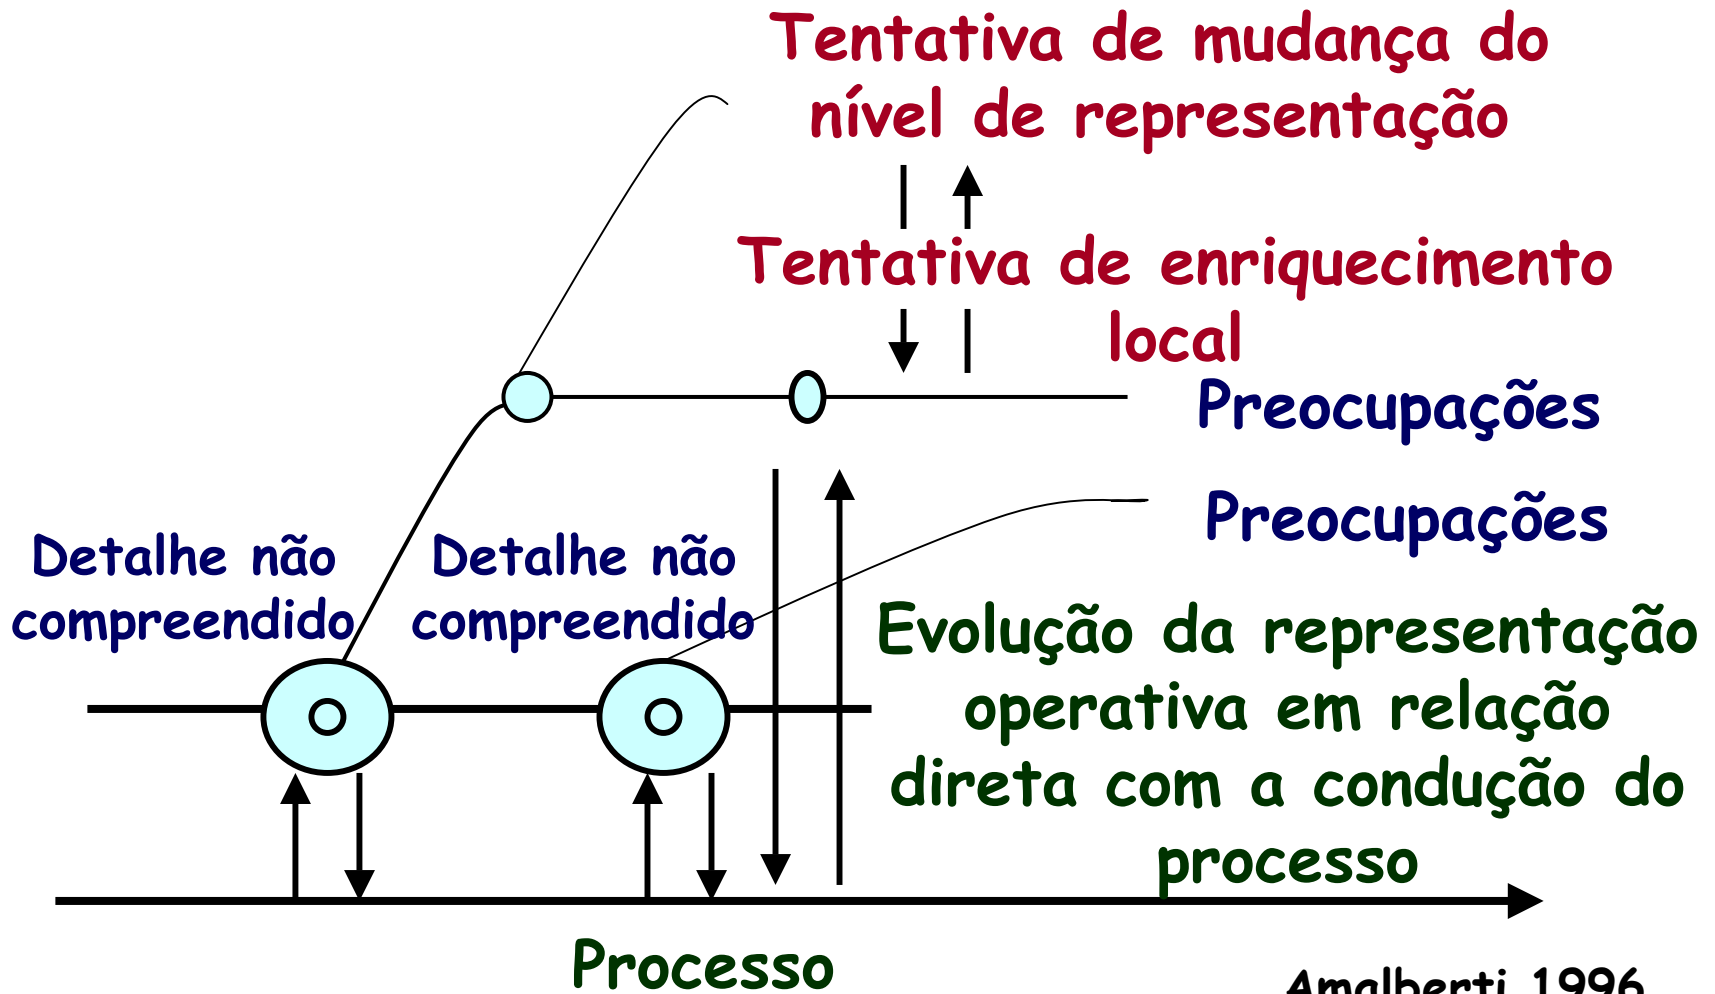 Tentativa de mudança do
nível de representação
Tentativa de enriquecimento
local
Preocupações
Preocupações
Detalhe não
compreendido
Detalhe não
compreendido
Evolução da representação
operativa em relação
direta com a condução do
processo
Processo
Amalberti 1996